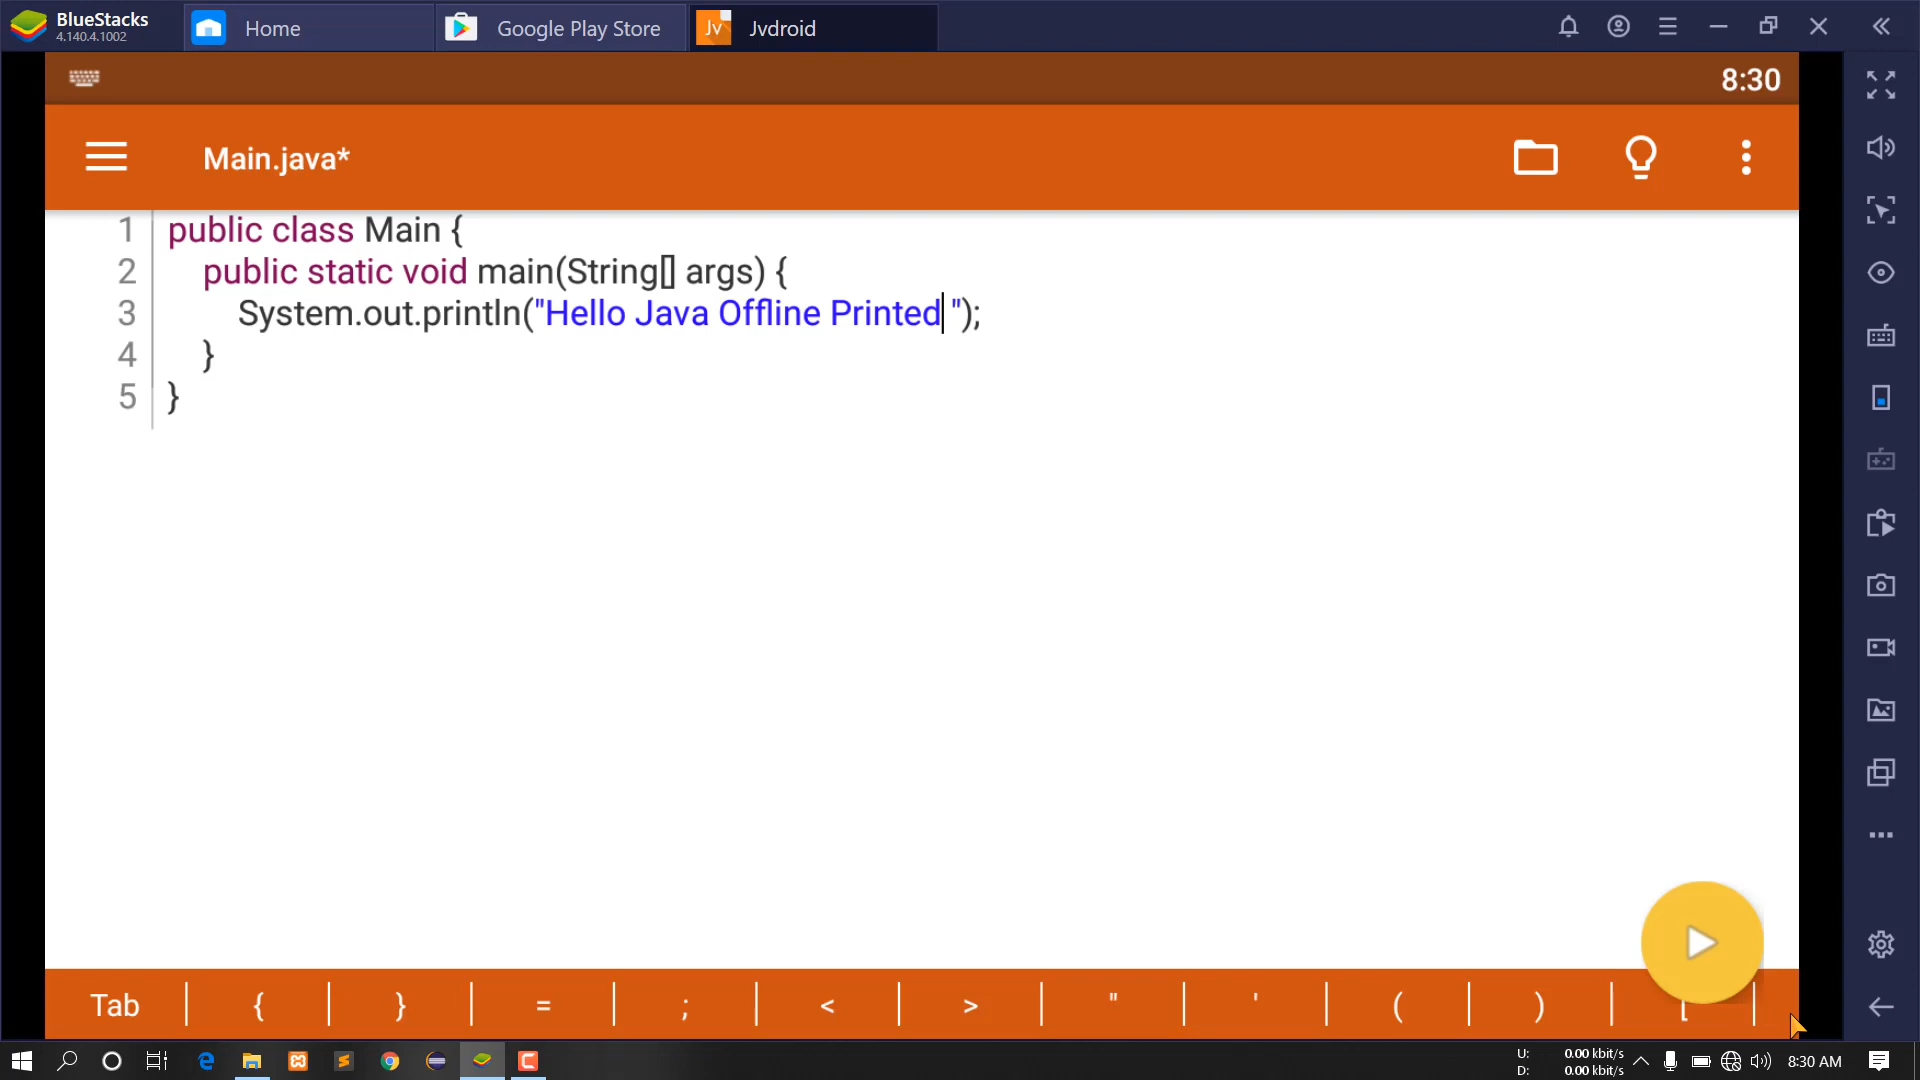 BlueStacks
4.140.4.1002
Home
Google Play Store
Jv
Jvdroid
8:30
Main.java*
1 public class Main {
2 public static void main(String[] args) {
3 System.out.println("Hello Java Offline Printed ");
4 }
5 }
Tab { } = ; < > " ' ( ) [
U: 0.00 kbit/s
D: 0.00 kbit/s
8:30 AM